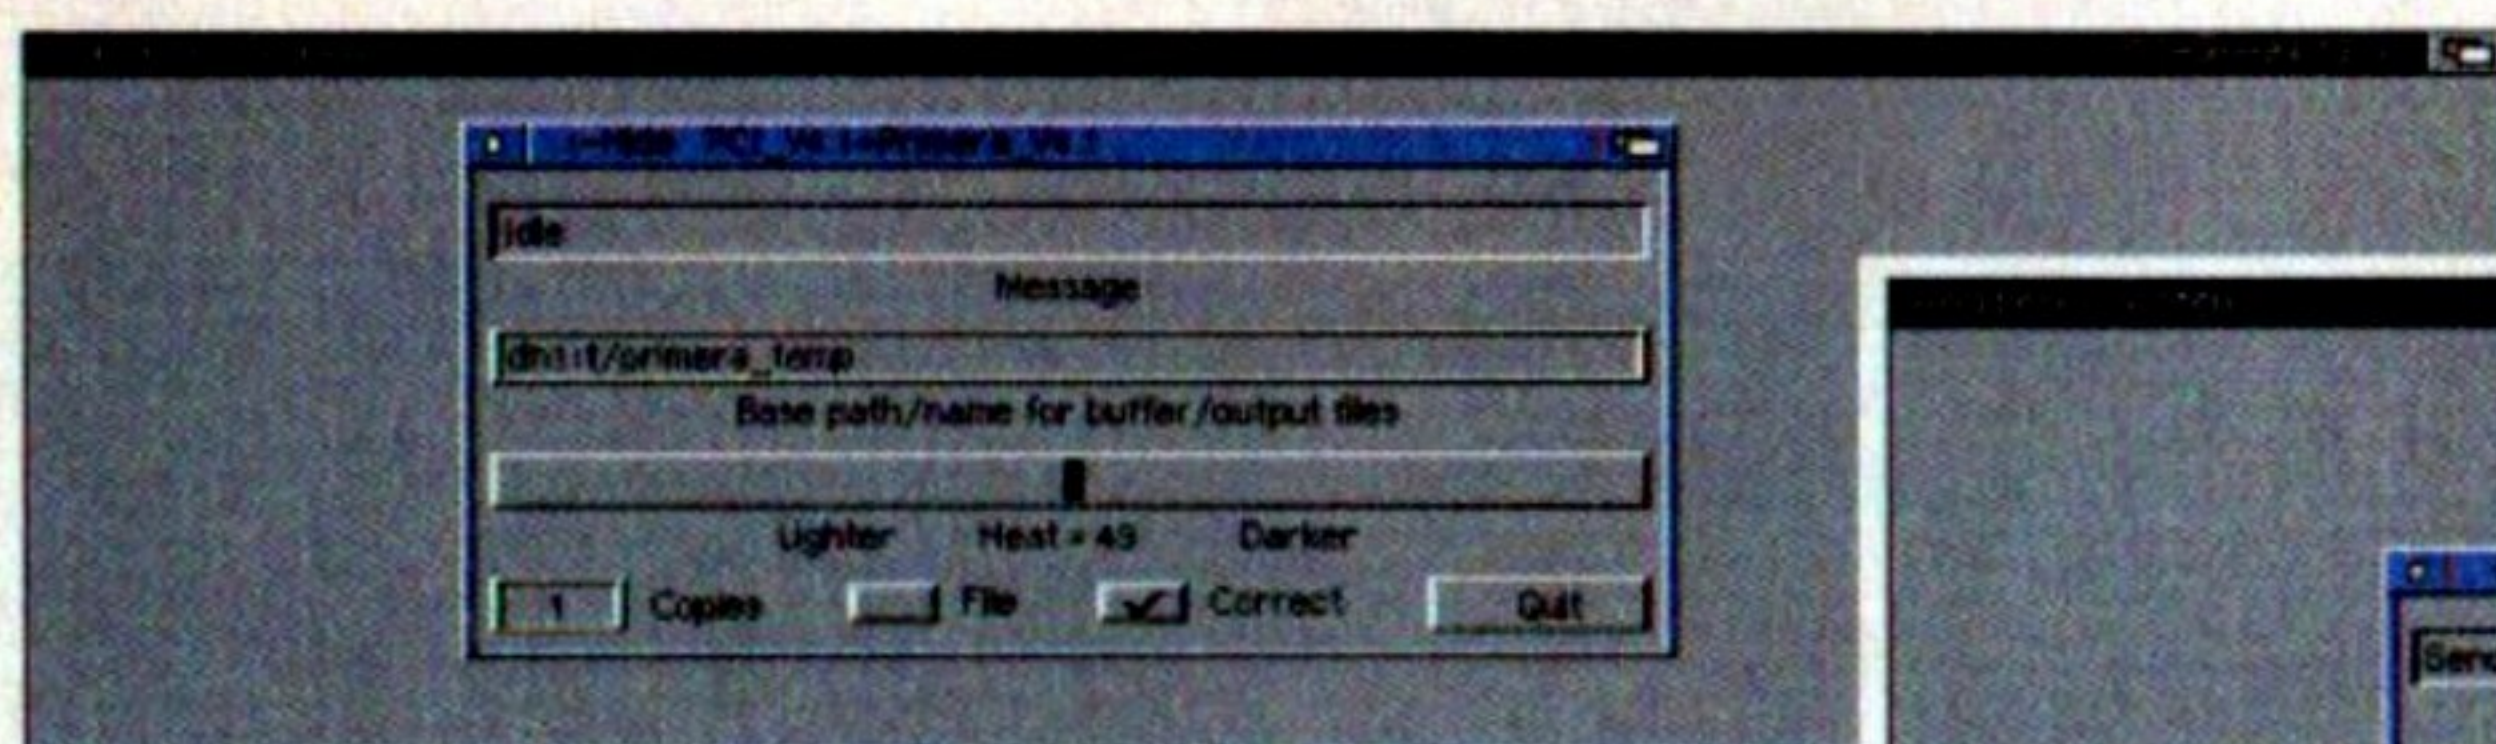 Idle
Message
dh1:t/primera_temp
Base path/name for buffer/output files
Lighter Heat = 49 Darker
1 Copies File Correct Quit